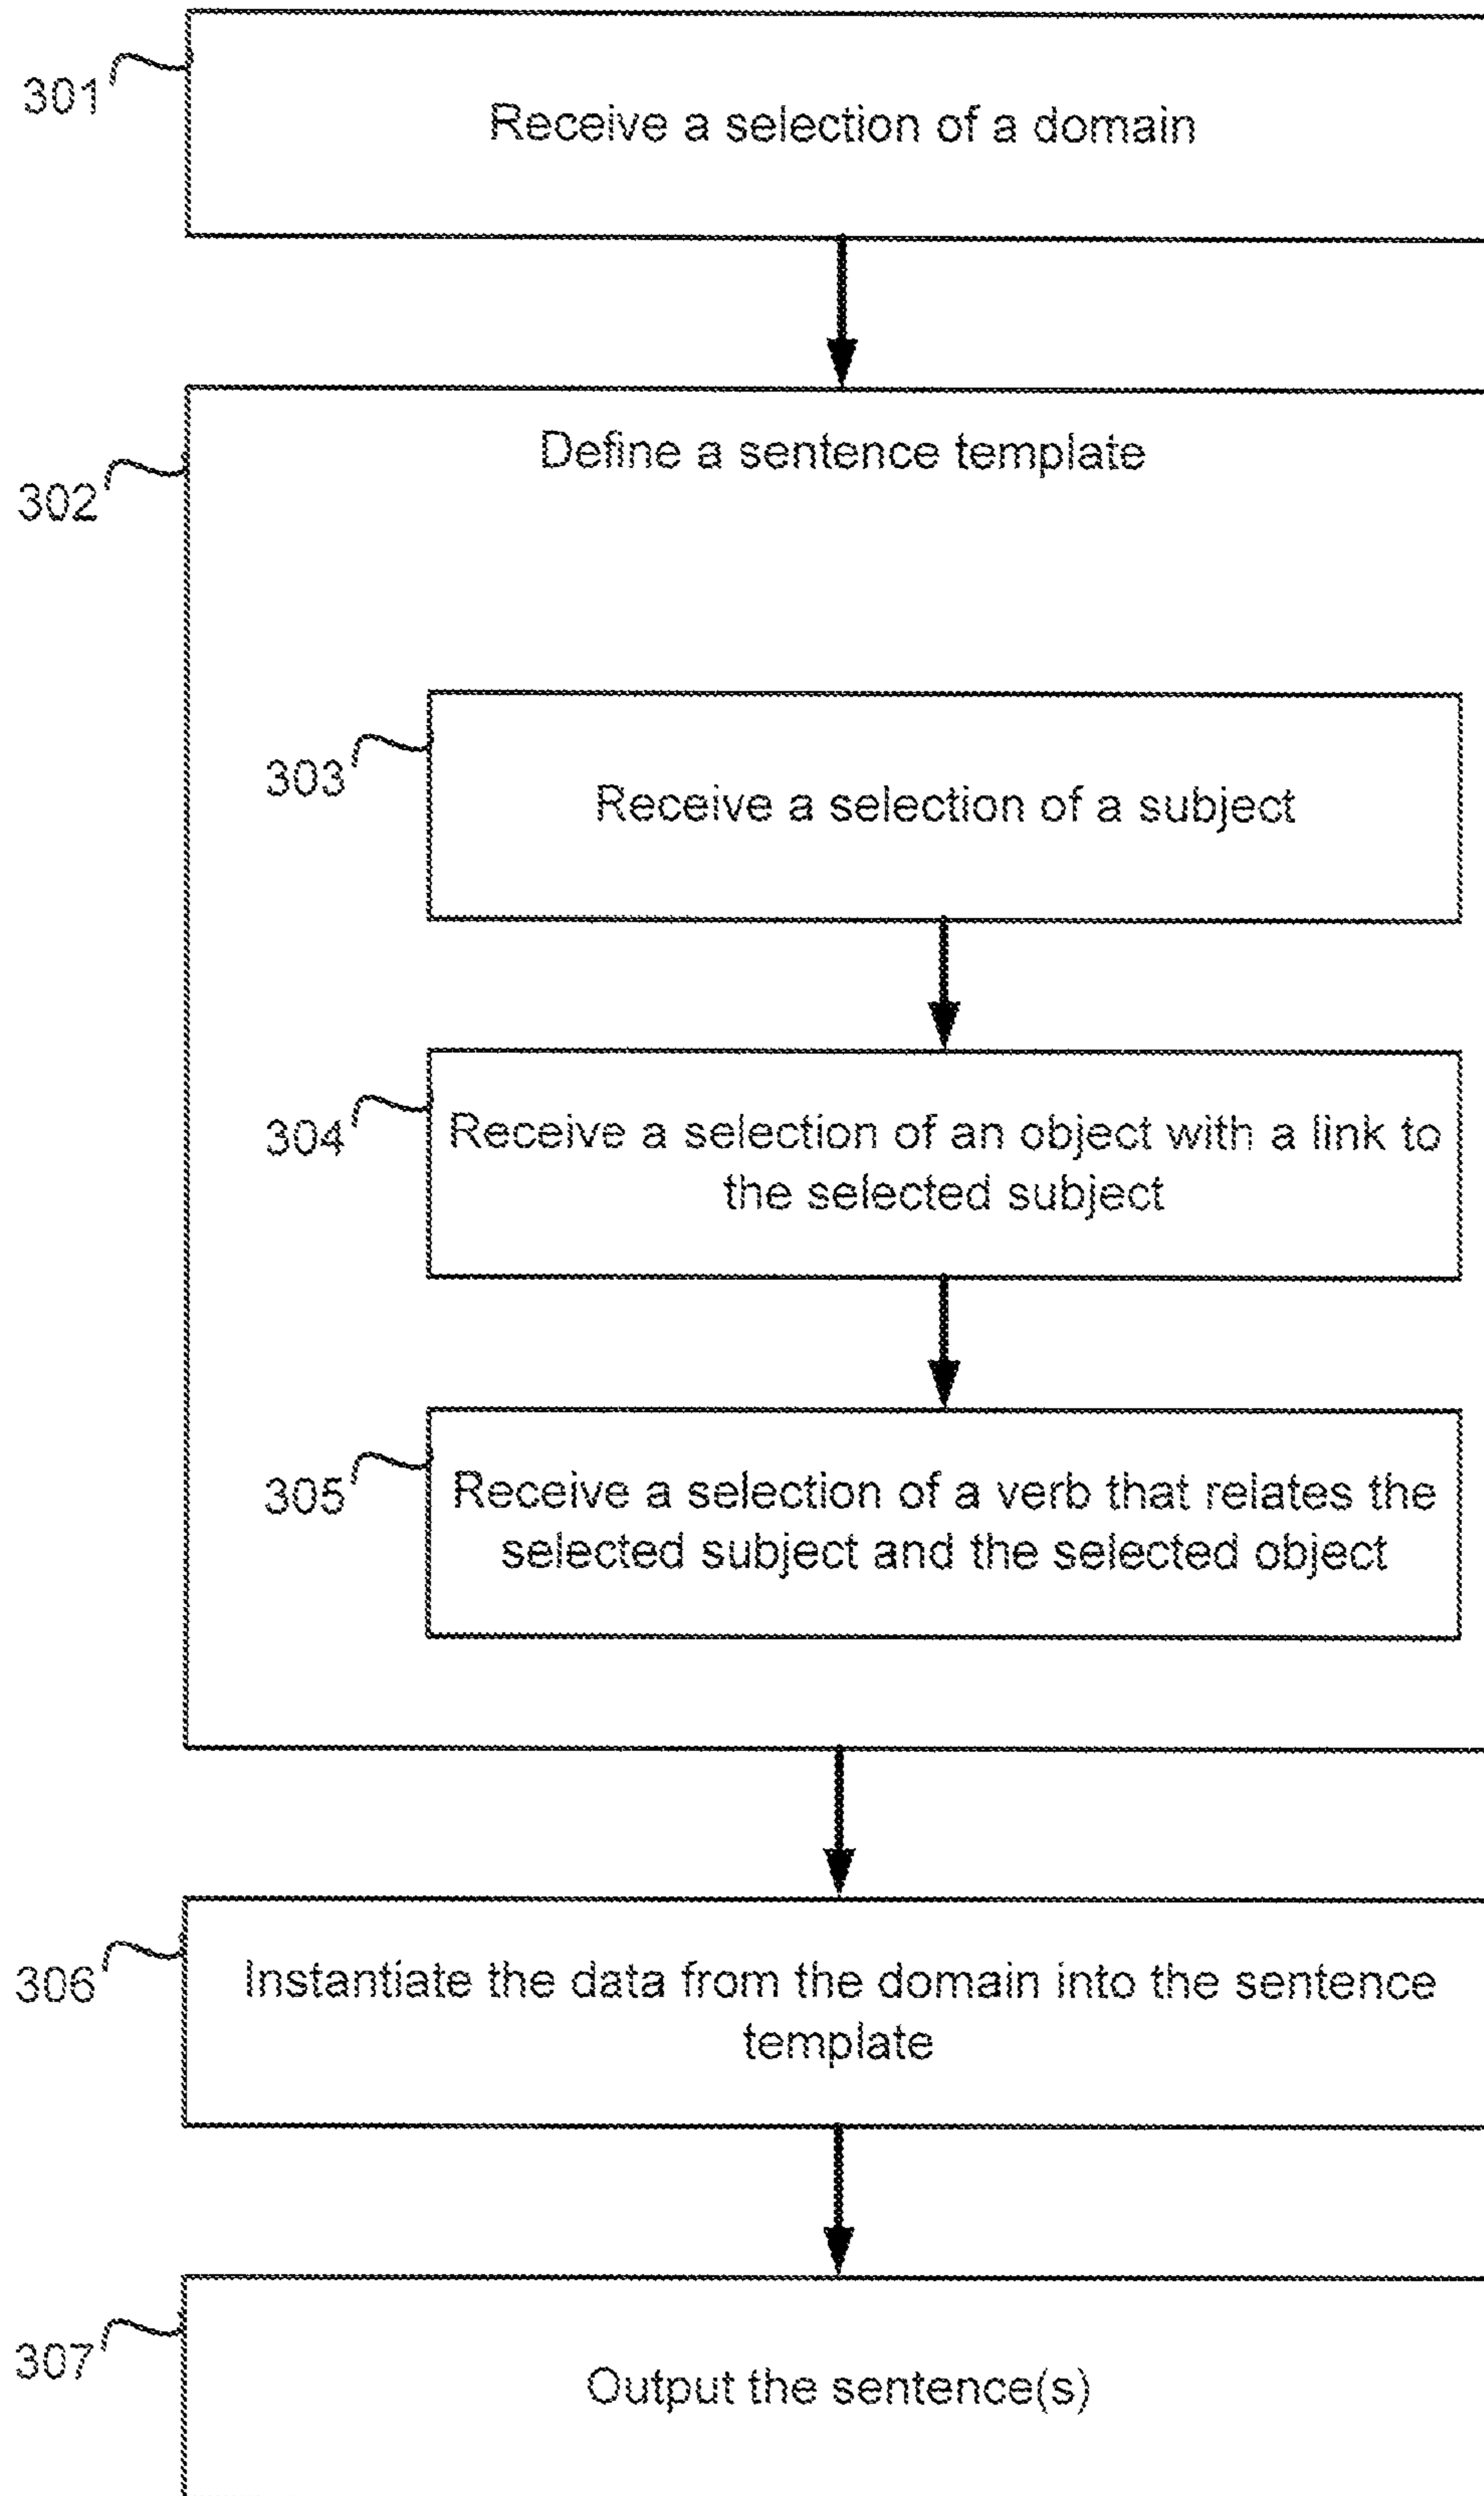 301
Receive a selection of a domain
302
Define a sentence template
303
Receive a selection of a subject
304
Receive a selection of an object with a link to
the selected subject
305
Receive a selection of a verb that relates the
selected subject and the selected object
306
Instantiate the data from the domain into the sentence
template
307
Output the sentence(s)